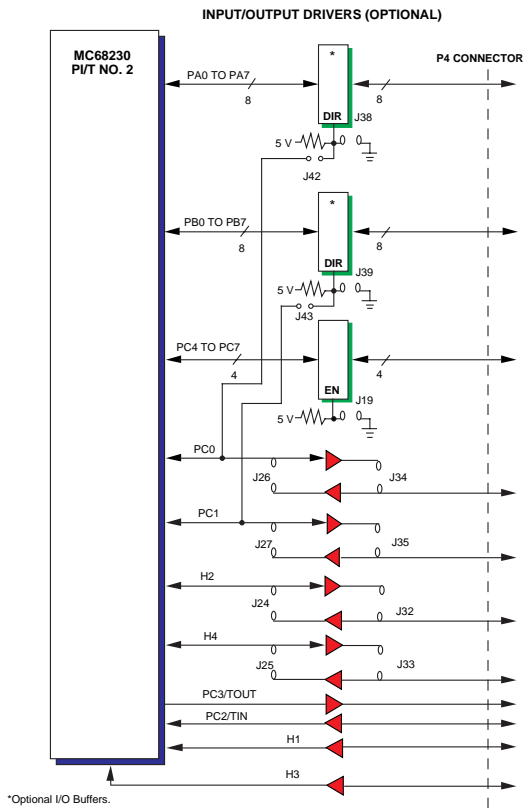 INPUT/OUTPUT DRIVERS (OPTIONAL)
MC68230
PI/T NO. 2
P4 CONNECTOR
*
PA0 TO PA7
8
8
DIR
J38
5 V
J42
*
PB0 TO PB7
8
8
DIR
J39
5 V
J43
PC4 TO PC7
4
4
EN
J19
5 V
PC0
J26
J34
PC1
J27
J35
H2
J24
J32
H4
J25
J33
PC3/TOUT
PC2/TIN
H1
H3
*Optional I/O Buffers.